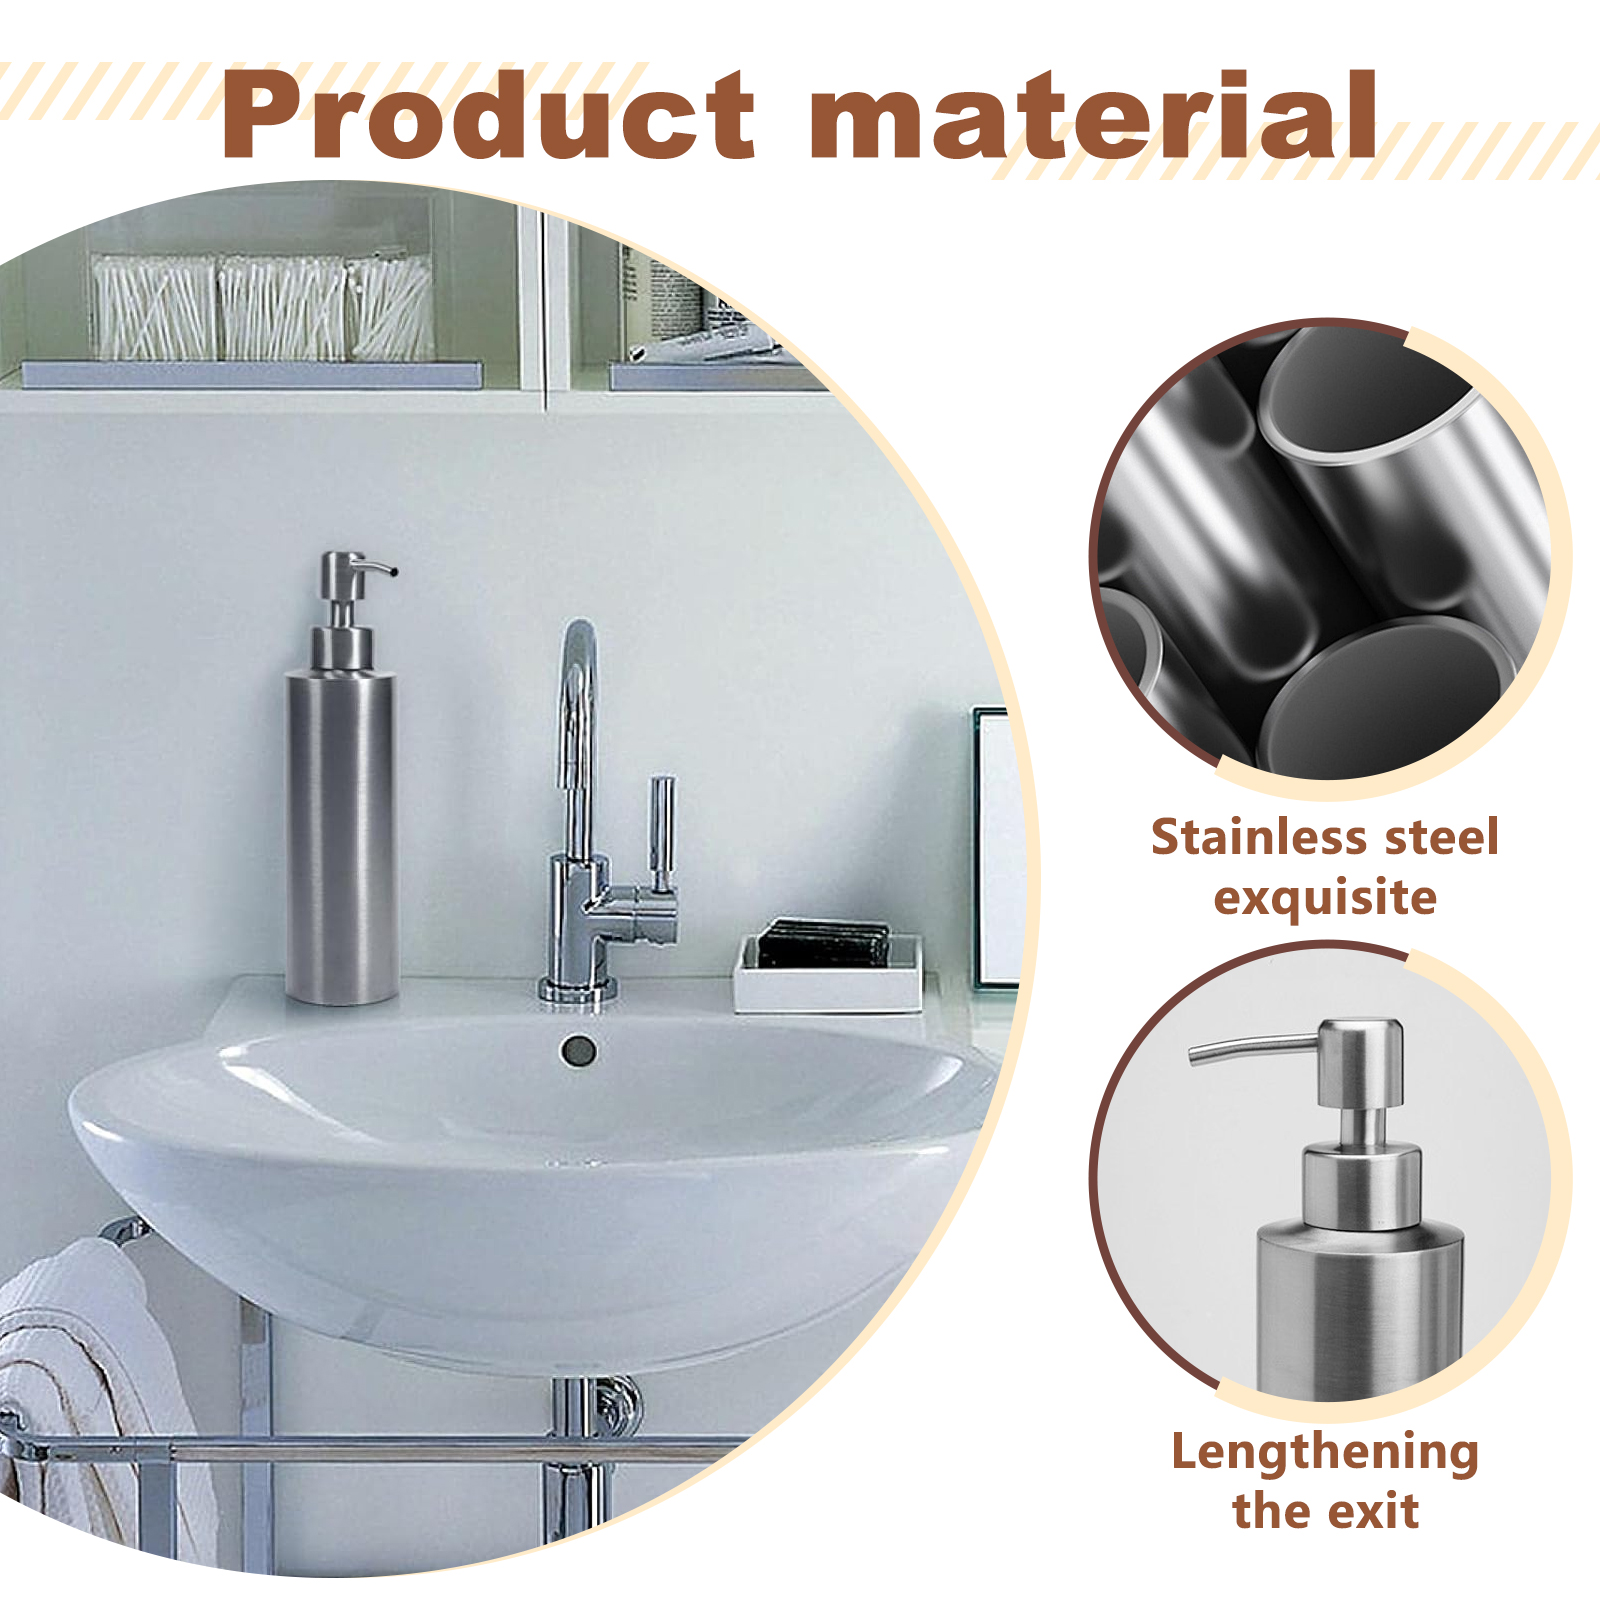 Product material
Stainless steel
exquisite
Lengthening
the exit